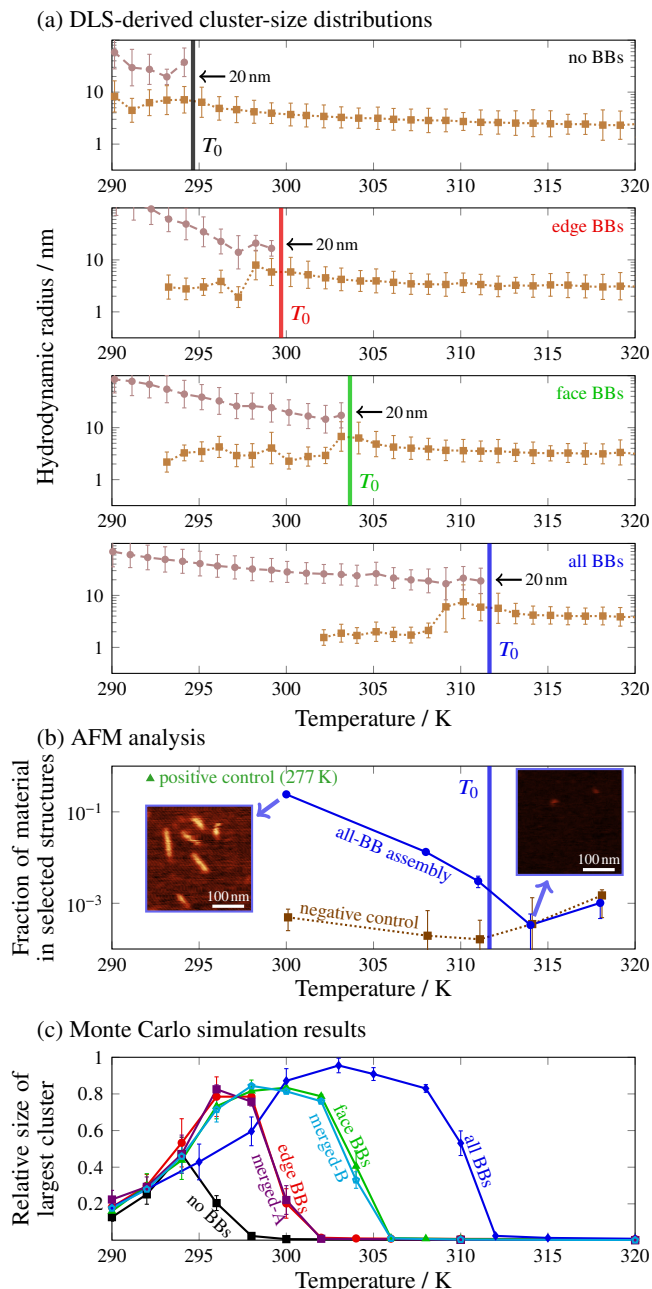 (a) DLS-derived cluster-size distributions
Hydrodynamic radius / nm
10
1
20 nm
no BBs
T0
290 295 300 305 310 315 320
10
1
20 nm
edge BBs
T0
290 295 300 305 310 315 320
10
1
20 nm
face BBs
T0
290 295 300 305 310 315 320
10
1
20 nm
all BBs
T0
290 295 300 305 310 315 320
Temperature / K
(b) AFM analysis
Fraction of material
in selected structures
10−1
10−3
positive control (277 K)
T0
100 nm
100 nm
all-BB assembly
negative control
290 295 300 305 310 315 320
Temperature / K
(c) Monte Carlo simulation results
Relative size of
largest cluster
1
0.8
0.6
0.4
0.2
no BBs
merged-A
edge BBs
merged-B
face BBs
all BBs
290 295 300 305 310 315 320
Temperature / K